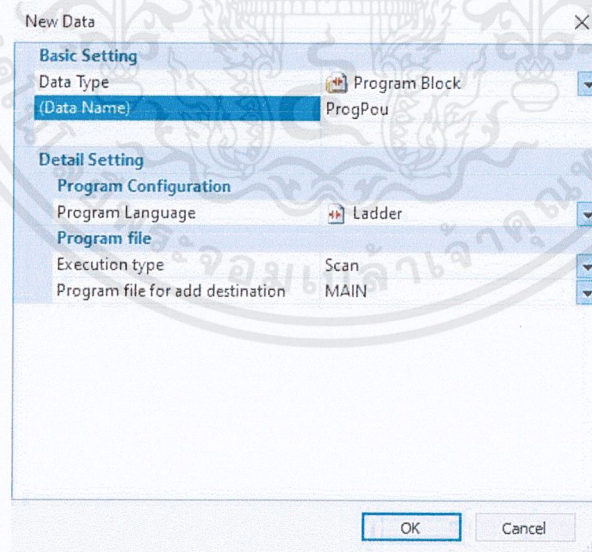 New Data
Basic Setting
Data Type Program Block
(Data Name) ProgPou
Detail Setting
Program Configuration
Program Language Ladder
Program file
Execution type Scan
Program file for add destination MAIN
OK Cancel